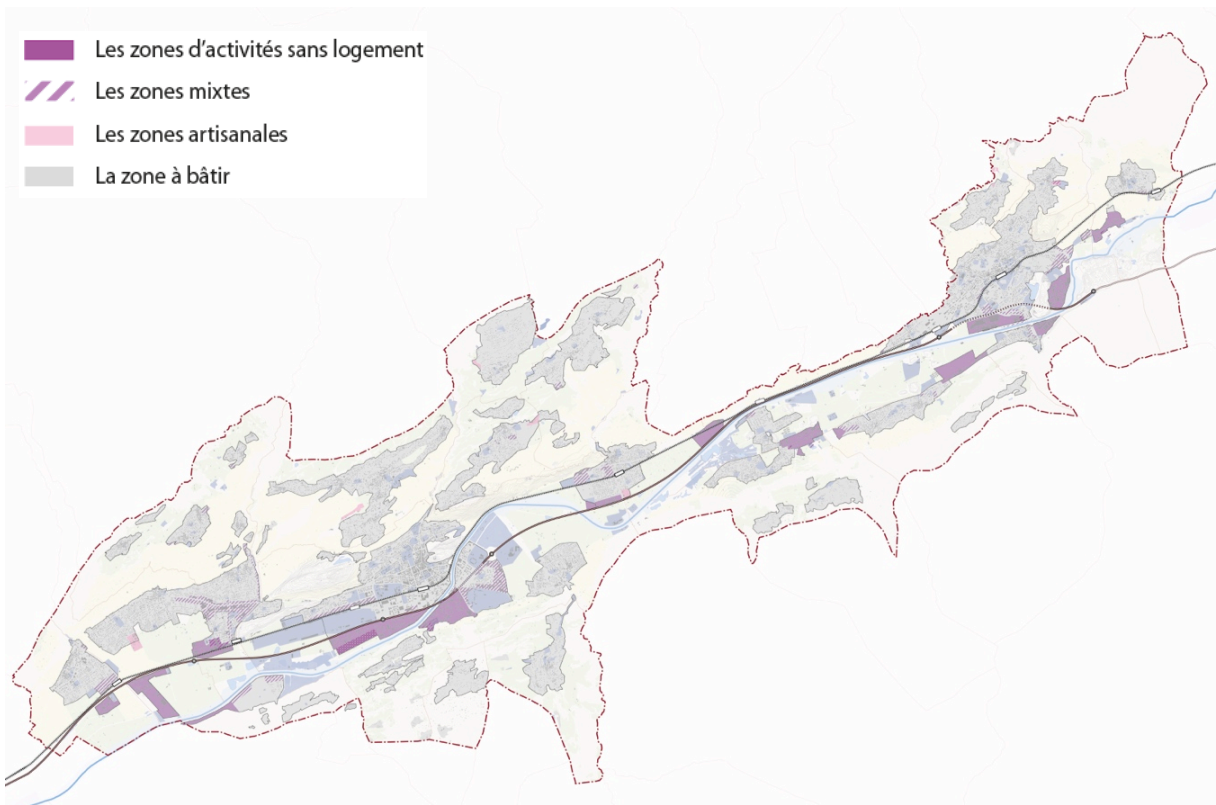 Les zones d'activités sans logement
Les zones mixtes
Les zones artisanales
La zone à bâtir